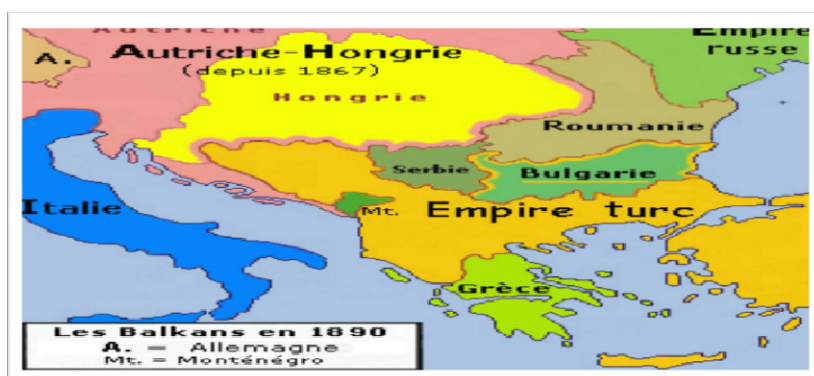 Autriche
Empire
russe
A.
Autriche-Hongrie
(depuis 1867)
Hongrie
Roumanie
Serbie
Bulgarie
Italie
Mt.
Empire turc
Grèce
Les Balkans en 1890
A. = Allemagne
Mt. = Monténégro